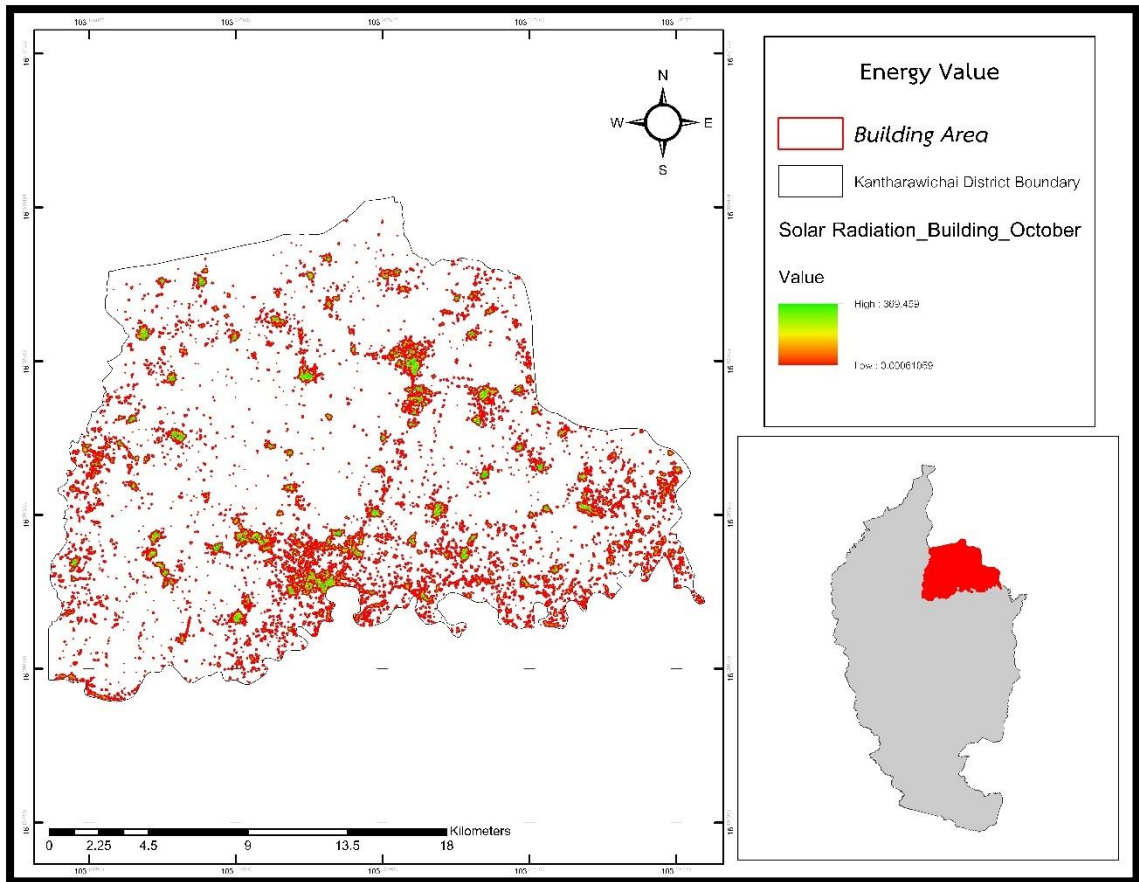 N
W E
S
0 2.25 4.5 9 13.5 18
Kilometers
Energy Value
Building Area
Kantharawichai District Boundary
Solar Radiation_Building_October
Value
High : 369.459
Low : 0.00061059